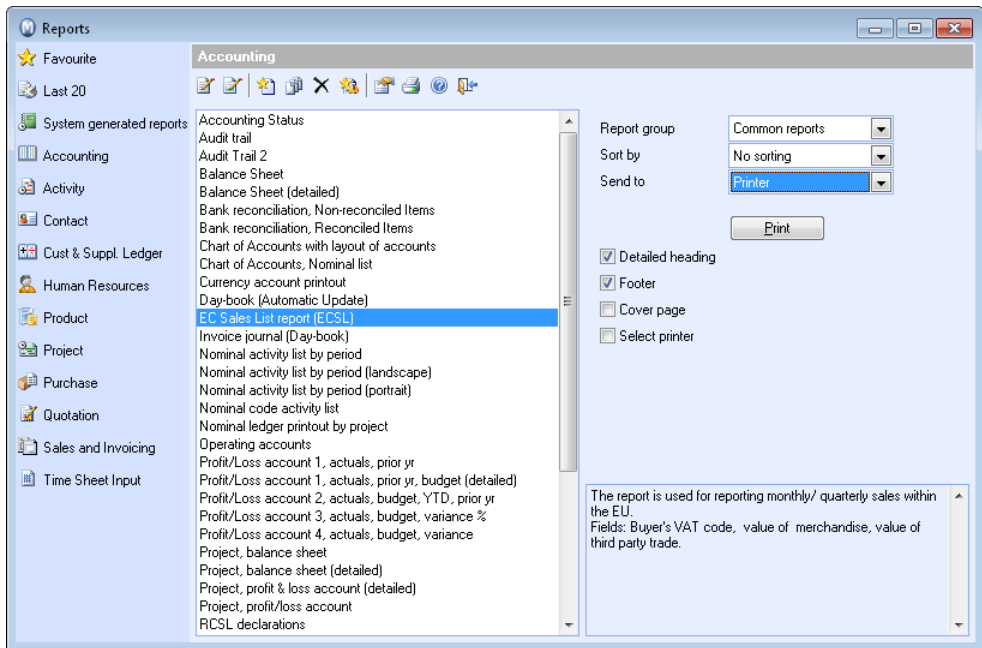 Reports
Favourite
Last 20
System generated reports
Accounting
Activity
Contact
Cust & Suppl. Ledger
Human Resources
Product
Project
Purchase
Quotation
Sales and Invoicing
Time Sheet Input
Accounting
Accounting Status
Audit trail
Audit Trail 2
Balance Sheet
Balance Sheet (detailed)
Bank reconciliation, Non-reconciled Items
Bank reconciliation, Reconciled Items
Chart of Accounts with layout of accounts
Chart of Accounts, Nominal list
Currency account printout
Day-book (Automatic Update)
EC Sales List report (ECSL)
Invoice journal (Day-book)
Nominal activity list by period
Nominal activity list by period (landscape)
Nominal activity list by period (portrait)
Nominal code activity list
Nominal ledger printout by project
Operating accounts
Profit/Loss account 1, actuals, prior yr
Profit/Loss account 1, actuals, prior yr, budget (detailed)
Profit/Loss account 2, actuals, budget, YTD, prior yr
Profit/Loss account 3, actuals, budget, variance %
Profit/Loss account 4, actuals, budget, variance
Project, balance sheet
Project, balance sheet (detailed)
Project, profit & loss account (detailed)
Project, profit/loss account
RCSL declarations
Report group Common reports
Sort by No sorting
Send to Printer
Print
Detailed heading
Footer
Cover page
Select printer
The report is used for reporting monthly/ quarterly sales within
the EU.
Fields: Buyer's VAT code, value of merchandise, value of
third party trade.